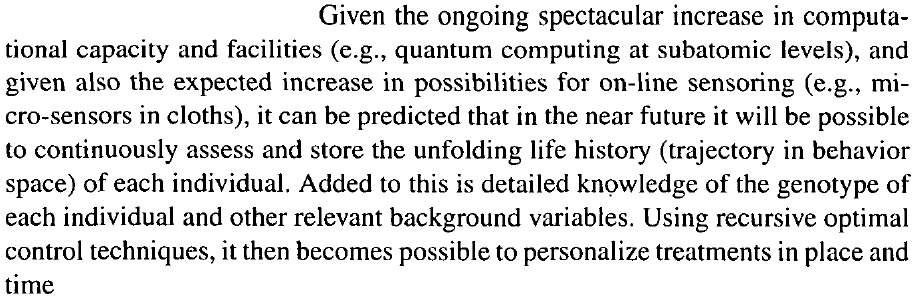 Given the ongoing spectacular increase in computa-
tional capacity and facilities (e.g., quantum computing at subatomic levels), and
given also the expected increase in possibilities for on-line sensoring (e.g., mi-
cro-sensors in cloths), it can be predicted that in the near future it will be possible
to continuously assess and store the unfolding life history (trajectory in behavior
space) of each individual. Added to this is detailed knowledge of the genotype of
each individual and other relevant background variables. Using recursive optimal
control techniques, it then becomes possible to personalize treatments in place and
time